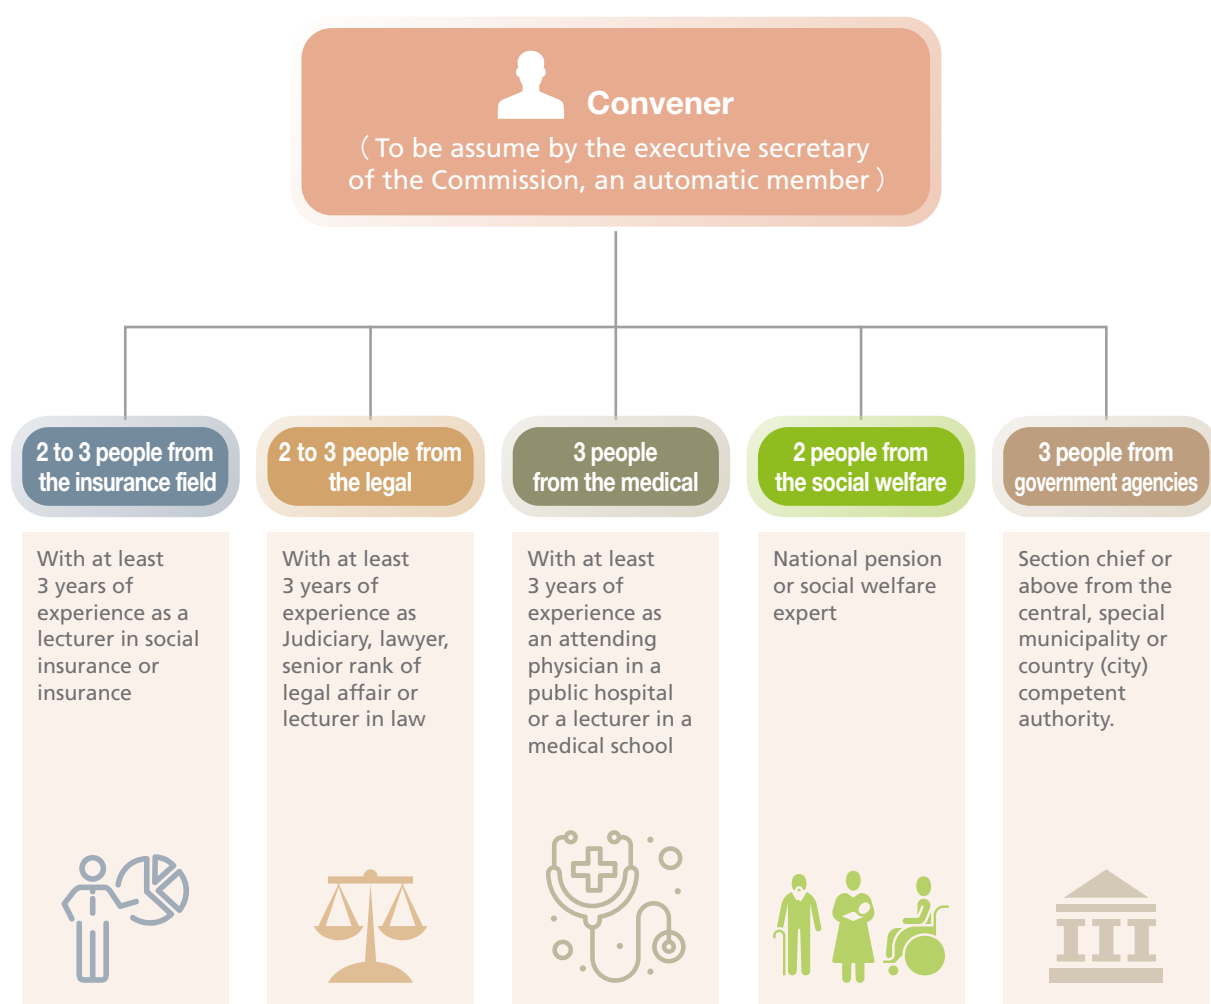 Convener
（To be assume by the executive secretary
of the Commission, an automatic member）
2 to 3 people from
the insurance field
With at least
3 years of
experience as a
lecturer in social
insurance or
insurance
2 to 3 people from
the legal
With at least
3 years of
experience as
Judiciary, lawyer,
senior rank of
legal affair or
lecturer in law
3 people
from the medical
With at least
3 years of
experience as
an attending
physician in a
public hospital
or a lecturer in a
medical school
2 people from
the social welfare
National pension
or social welfare
expert
3 people from
government agencies
Section chief or
above from the
central, special
municipality or
country (city)
competent
authority.